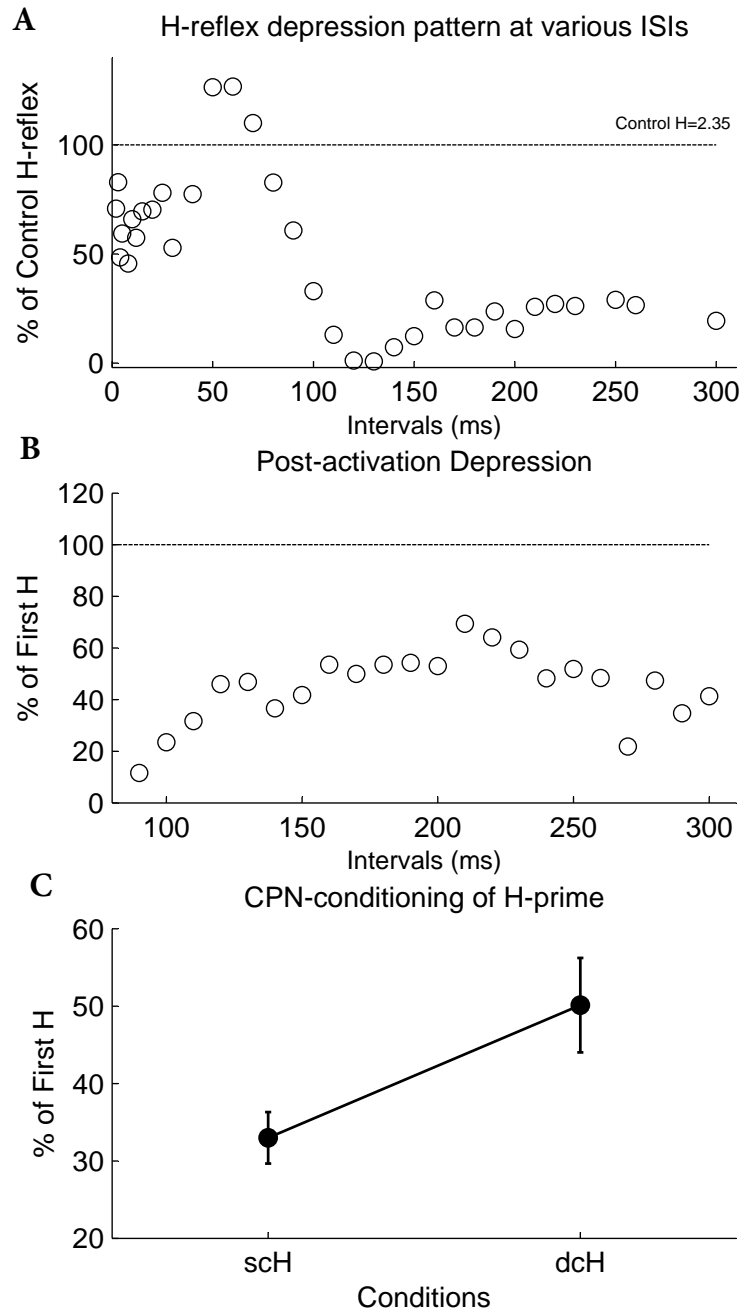 A
H-reflex depression pattern at various ISIs
% of Control H-reflex
Control H=2.35
100
50
0
0 50 100 150 200 250 300
Intervals (ms)
B
Post-activation Depression
% of First H
120
100
80
60
40
20
0
100 150 200 250 300
Intervals (ms)
C
CPN-conditioning of H-prime
% of First H
60
50
40
30
20
scH dcH
Conditions